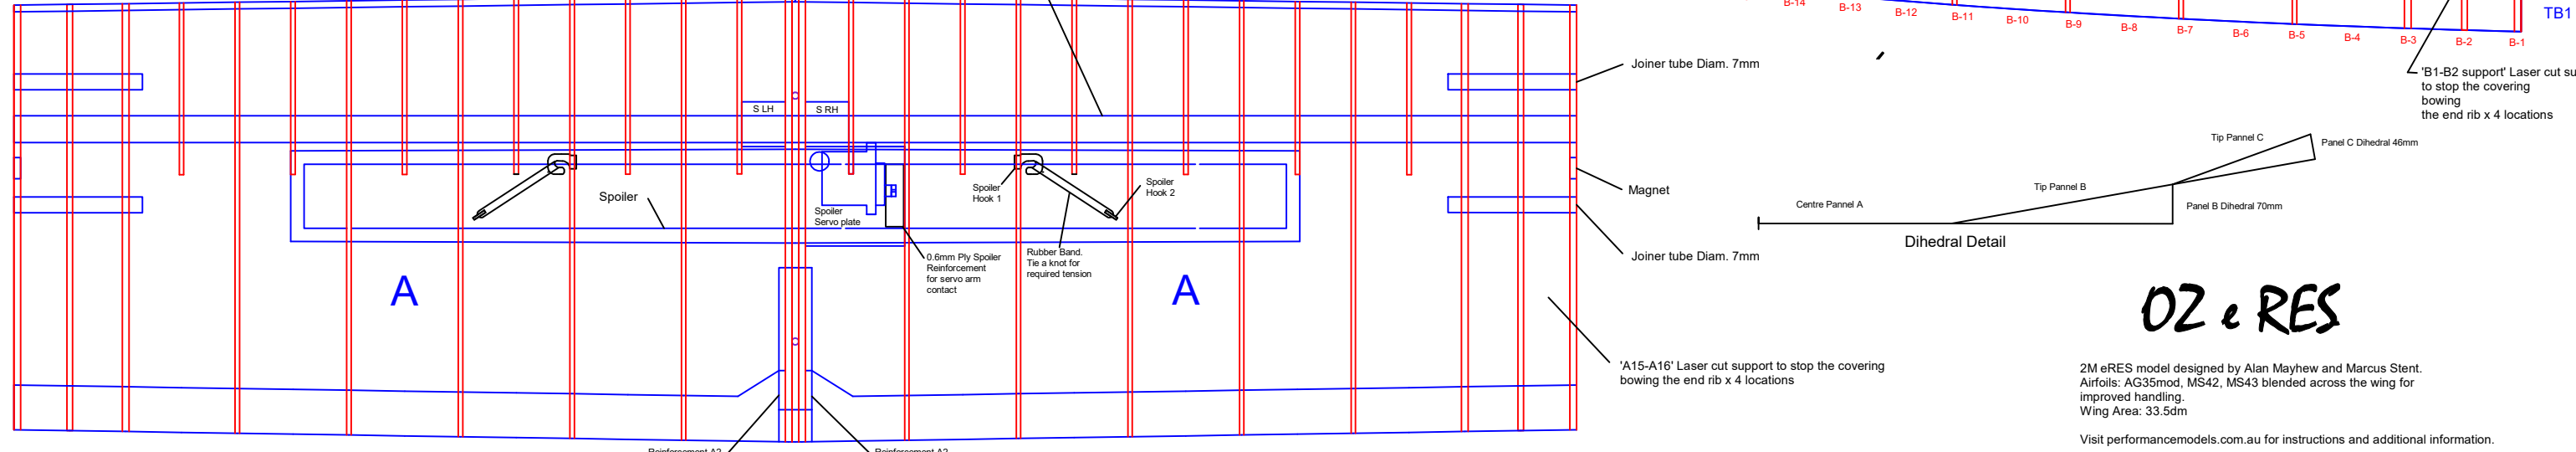 B-14
B-13
B-12
B-11
B-10
B-9
B-8
B-7
B-6
B-5
B-4
B-3
B-2
B-1
TB1
'B1-B2 support' Laser cut su
to stop the covering
bowing
the end rib x 4 locations
Joiner tube Diam. 7mm
S LH
S RH
Spoiler
Spoiler
Servo plate
Spoiler
Hook 1
Spoiler
Hook 2
Magnet
Joiner tube Diam. 7mm
0.6mm Ply Spoiler
Reinforcement
for servo arm
contact
Rubber Band.
Tie a knot for
required tension
A
A
'A15-A16' Laser cut support to stop the covering
bowing the end rib x 4 locations
Reinforcement A2
Reinforcement A2
Tip Pannel C
Panel C Dihedral 46mm
Tip Pannel B
Centre Pannel A
Panel B Dihedral 70mm
Dihedral Detail
OZ e RES
2M eRES model designed by Alan Mayhew and Marcus Stent.
Airfoils: AG35mod, MS42, MS43 blended across the wing for
improved handling.
Wing Area: 33.5dm
Visit performancemodels.com.au for instructions and additional information.